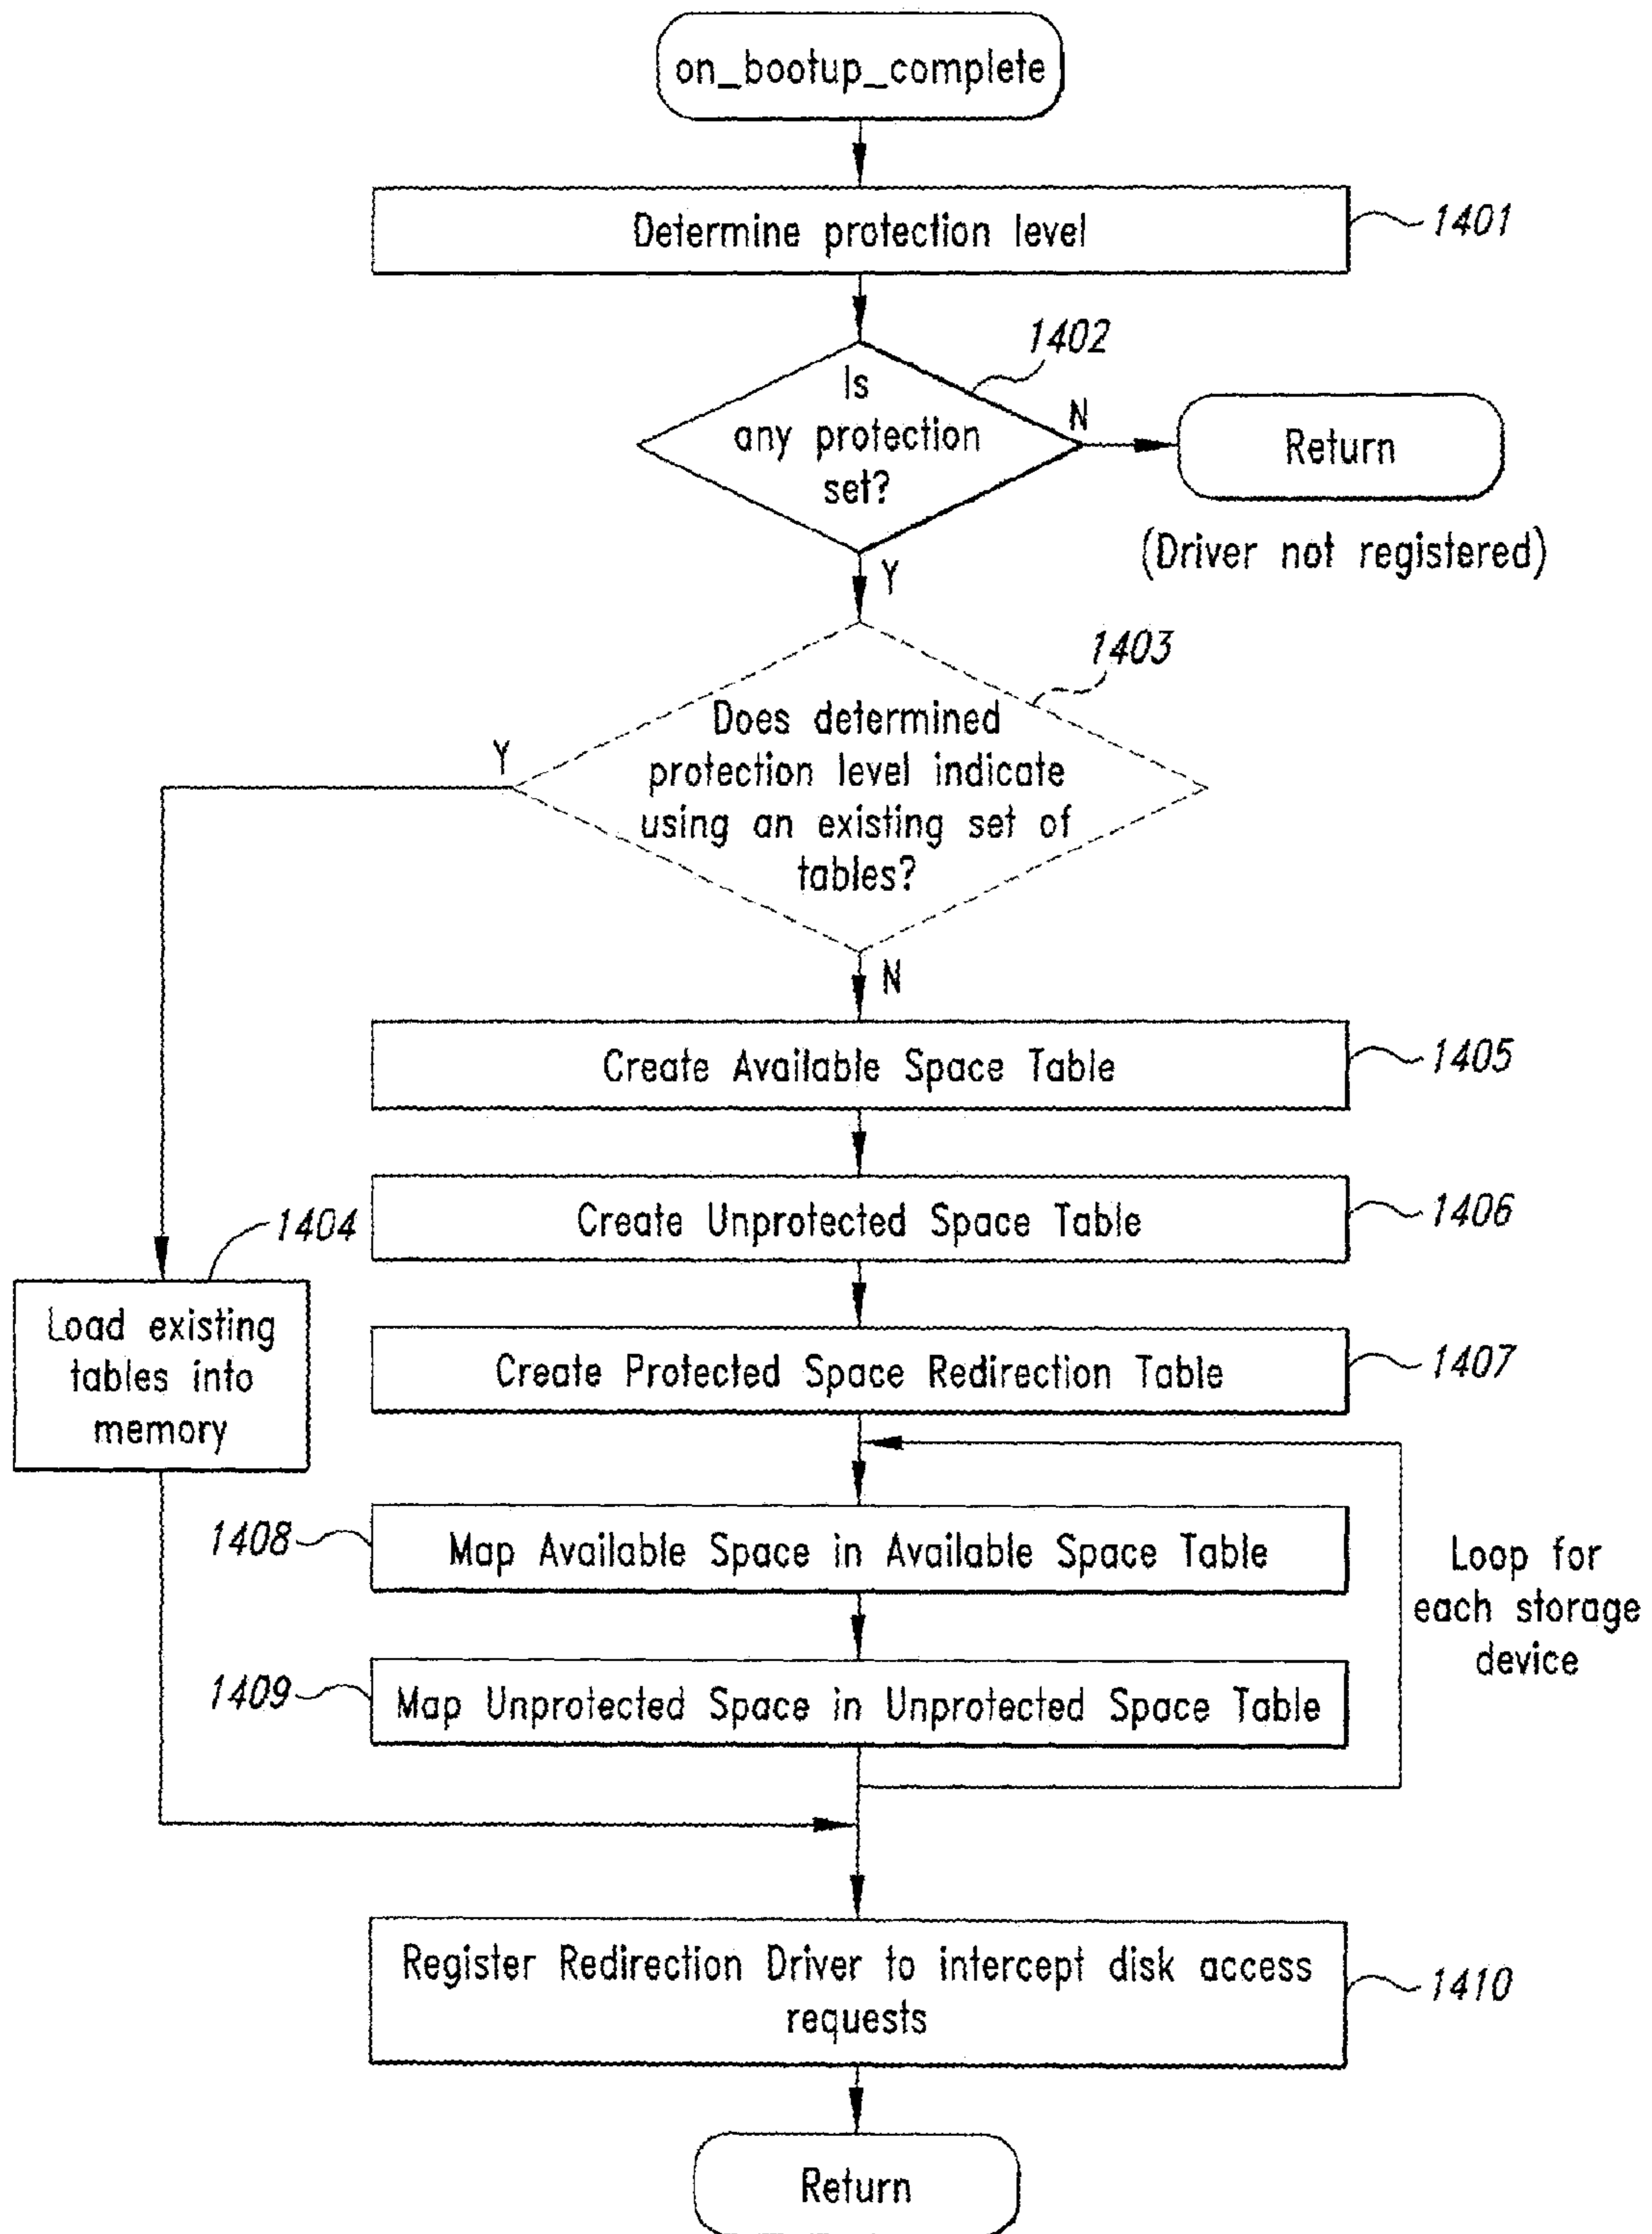 on_bootup_complete
Determine protection level
1401
1402
Is
any protection
set?
N
Return
(Driver not registered)
Y
1403
Does determined
protection level indicate
using an existing set of
tables?
Y
N
Create Available Space Table
1405
Create Unprotected Space Table
1406
1404
Load existing
tables into
memory
Create Protected Space Redirection Table
1407
1408
Map Available Space in Available Space Table
Loop for
each storage
device
1409
Map Unprotected Space in Unprotected Space Table
Register Redirection Driver to intercept disk access
requests
1410
Return